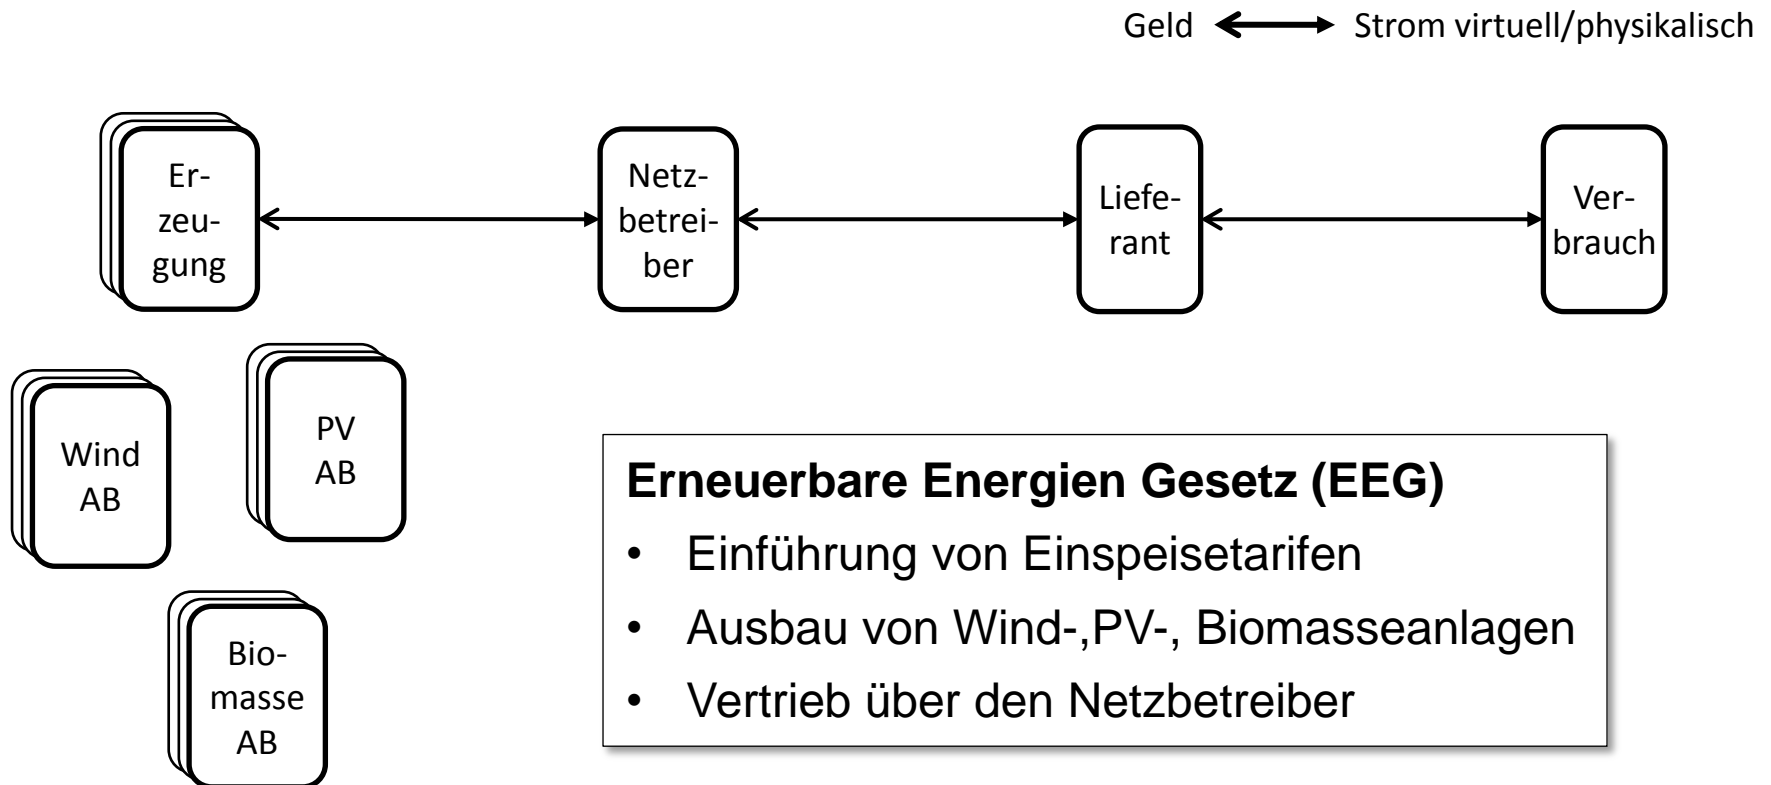 Geld Strom virtuell/physikalisch
Er-
zeu-
gung
Netz-
betrei-
ber
Liefe-
rant
Ver-
brauch
Wind
AB
PV
AB
Bio-
masse
AB
Erneuerbare Energien Gesetz (EEG)
• Einführung von Einspeisetarifen
• Ausbau von Wind-,PV-, Biomasseanlagen
• Vertrieb über den Netzbetreiber